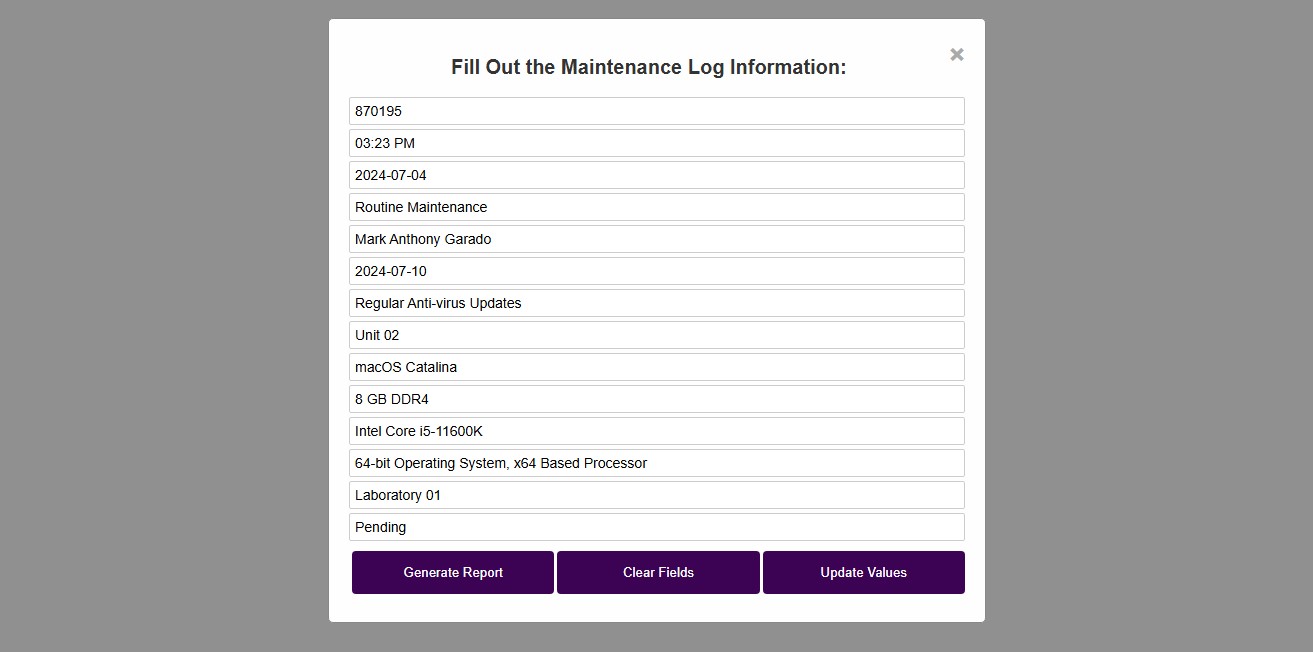 Fill Out the Maintenance Log Information:
870195
03:23 PM
2024-07-04
Routine Maintenance
Mark Anthony Garado
2024-07-10
Regular Anti-virus Updates
Unit 02
macOS Catalina
8 GB DDR4
Intel Core i5-11600K
64-bit Operating System, x64 Based Processor
Laboratory 01
Pending
Generate Report Clear Fields Update Values